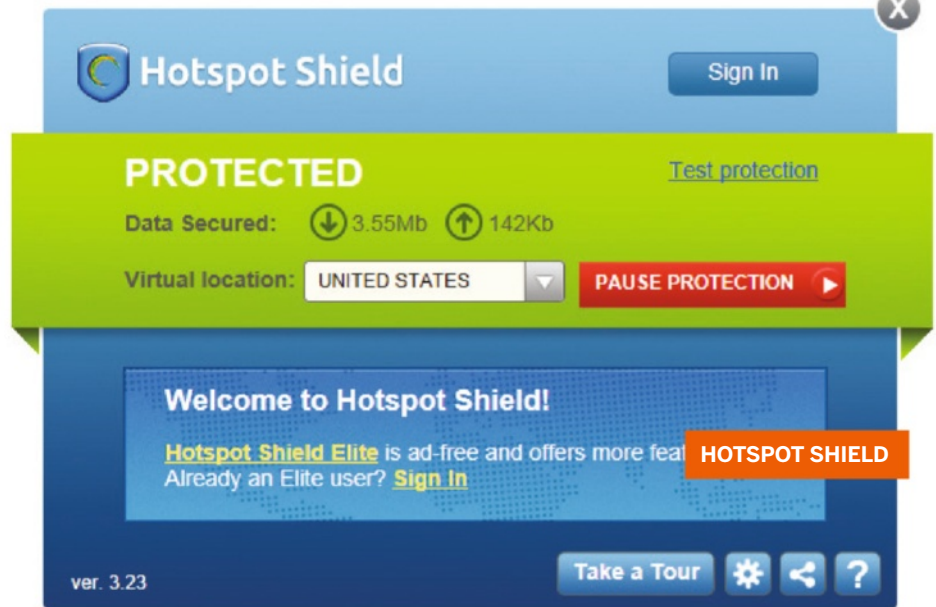 X
Hotspot Shield
Sign In
PROTECTED
Test protection
Data Secured: 3.55Mb 142Kb
Virtual location: UNITED STATES PAUSE PROTECTION
Welcome to Hotspot Shield!
Hotspot Shield Elite is ad-free and offers more
HOTSPOT SHIELD
Already an Elite user? Sign In
ver. 3.23
Take a Tour
?